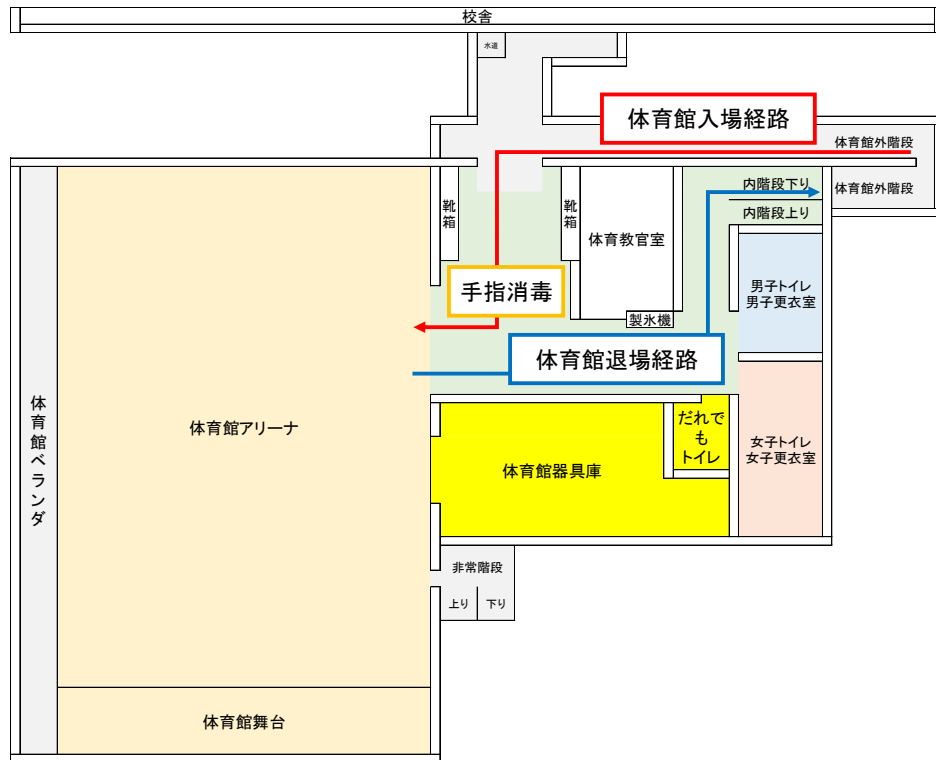 校舎
水道
体育館入場経路
体育館外階段
体育館外階段
内階段下り
内階段上り
靴
箱
靴
箱
体育教官室
手指消毒
製氷機
男子トイレ
男子更衣室
体育館退場経路
体育館ベランダ
体育館アリーナ
だれで
も
トイレ
女子トイレ
女子更衣室
体育館器具庫
非常階段
上り
下り
体育館舞台